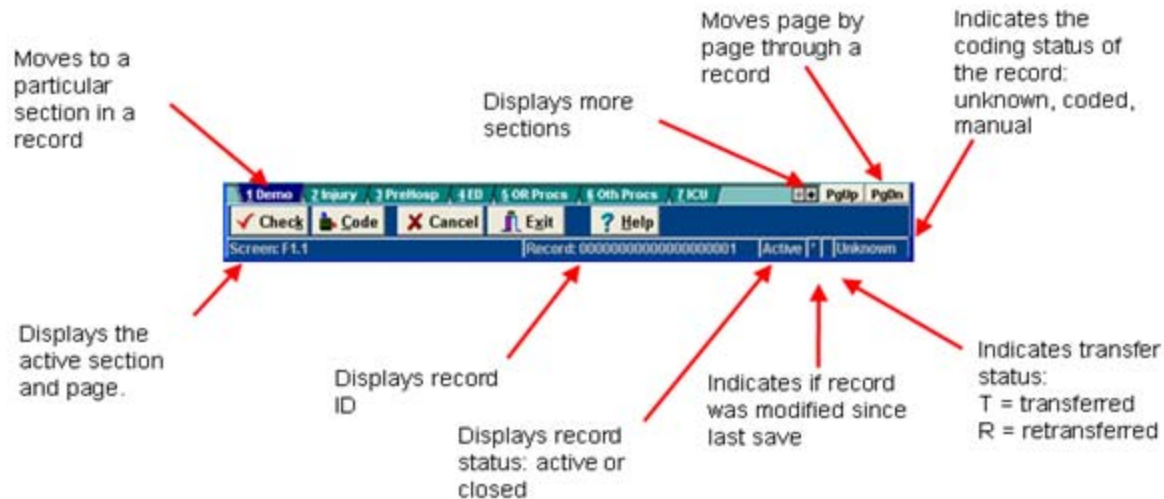 Moves to a
particular
section in a
record
Displays more
sections
Moves page by
page through a
record
Indicates the
coding status of
the record:
unknown, coded,
manual
1 Demo 2 Injury 3 PreHosp 4 ED 5 OR Procs 6 Oth Procs 7 ICU PgUp PgDn
Check Code Cancel Exit ? Help
Screen: F1.1 Record: 00000000000000000001 Active * Unknown
Displays the
active section
and page.
Displays record
ID
Displays record
status: active or
closed
Indicates if record
was modified since
last save
Indicates transfer
status:
T = transferred
R = retransferred